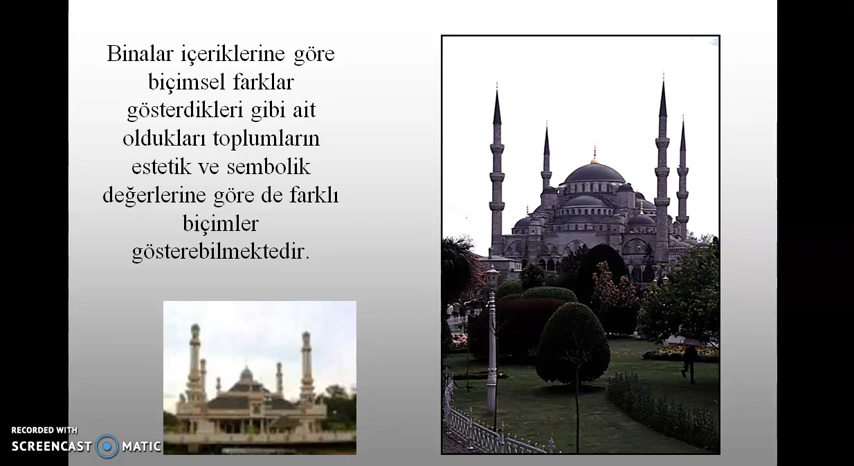 Binalar içeriklerine göre
biçimsel farklar
gösterdikleri gibi ait
oldukları toplumların
estetik ve sembolik
değerlerine göre de farklı
biçimler
gösterebilmektedir.
RECORDED WITH
SCREENCAST MATIC